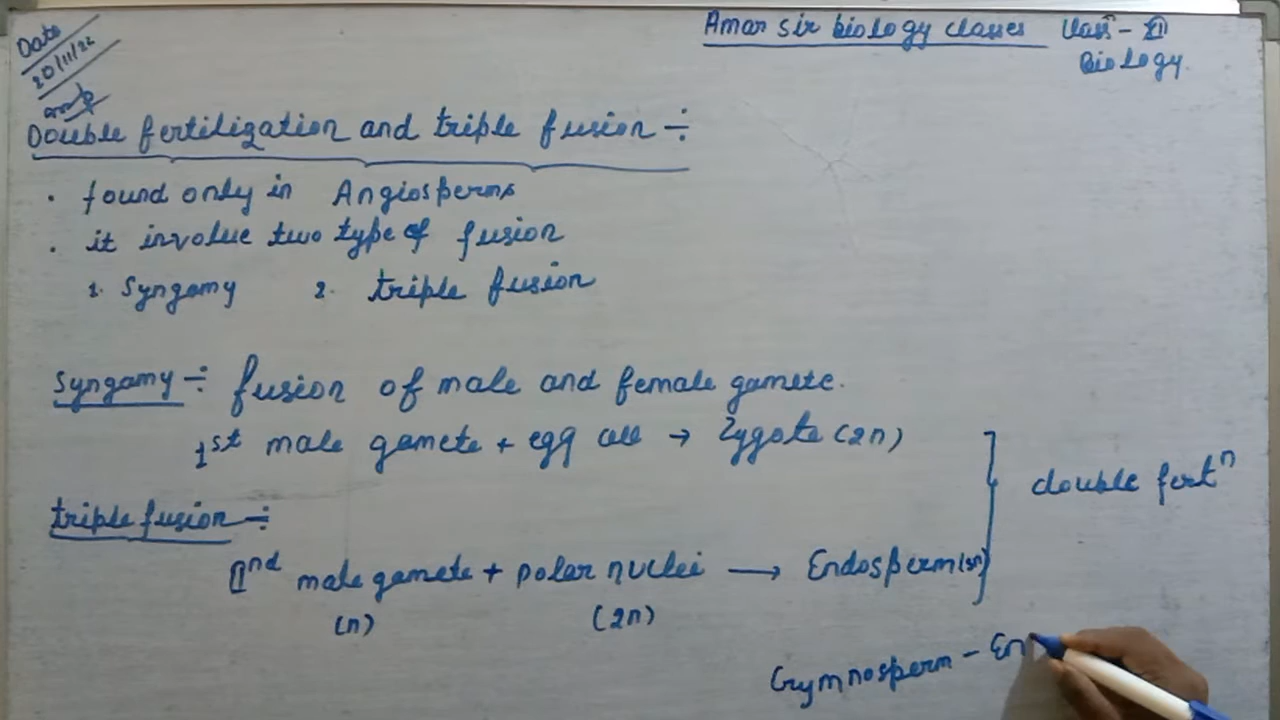 Date
20/11/22
Amar sir biology classes Class - XII
Biology.
Double fertilization and triple fusion ÷
· found only in Angiosperms
· it involve two type of fusion
1. Syngamy 2. triple fusion
Syngamy ÷ fusion of male and female gamete.
1st male gamete + egg cell → Zygote (2n)
double fertⁿ
triple fusion ÷
IInd male gamete + polar nuclei → Endosperm (3n)
(n) (2n)
Gymnosperm - En